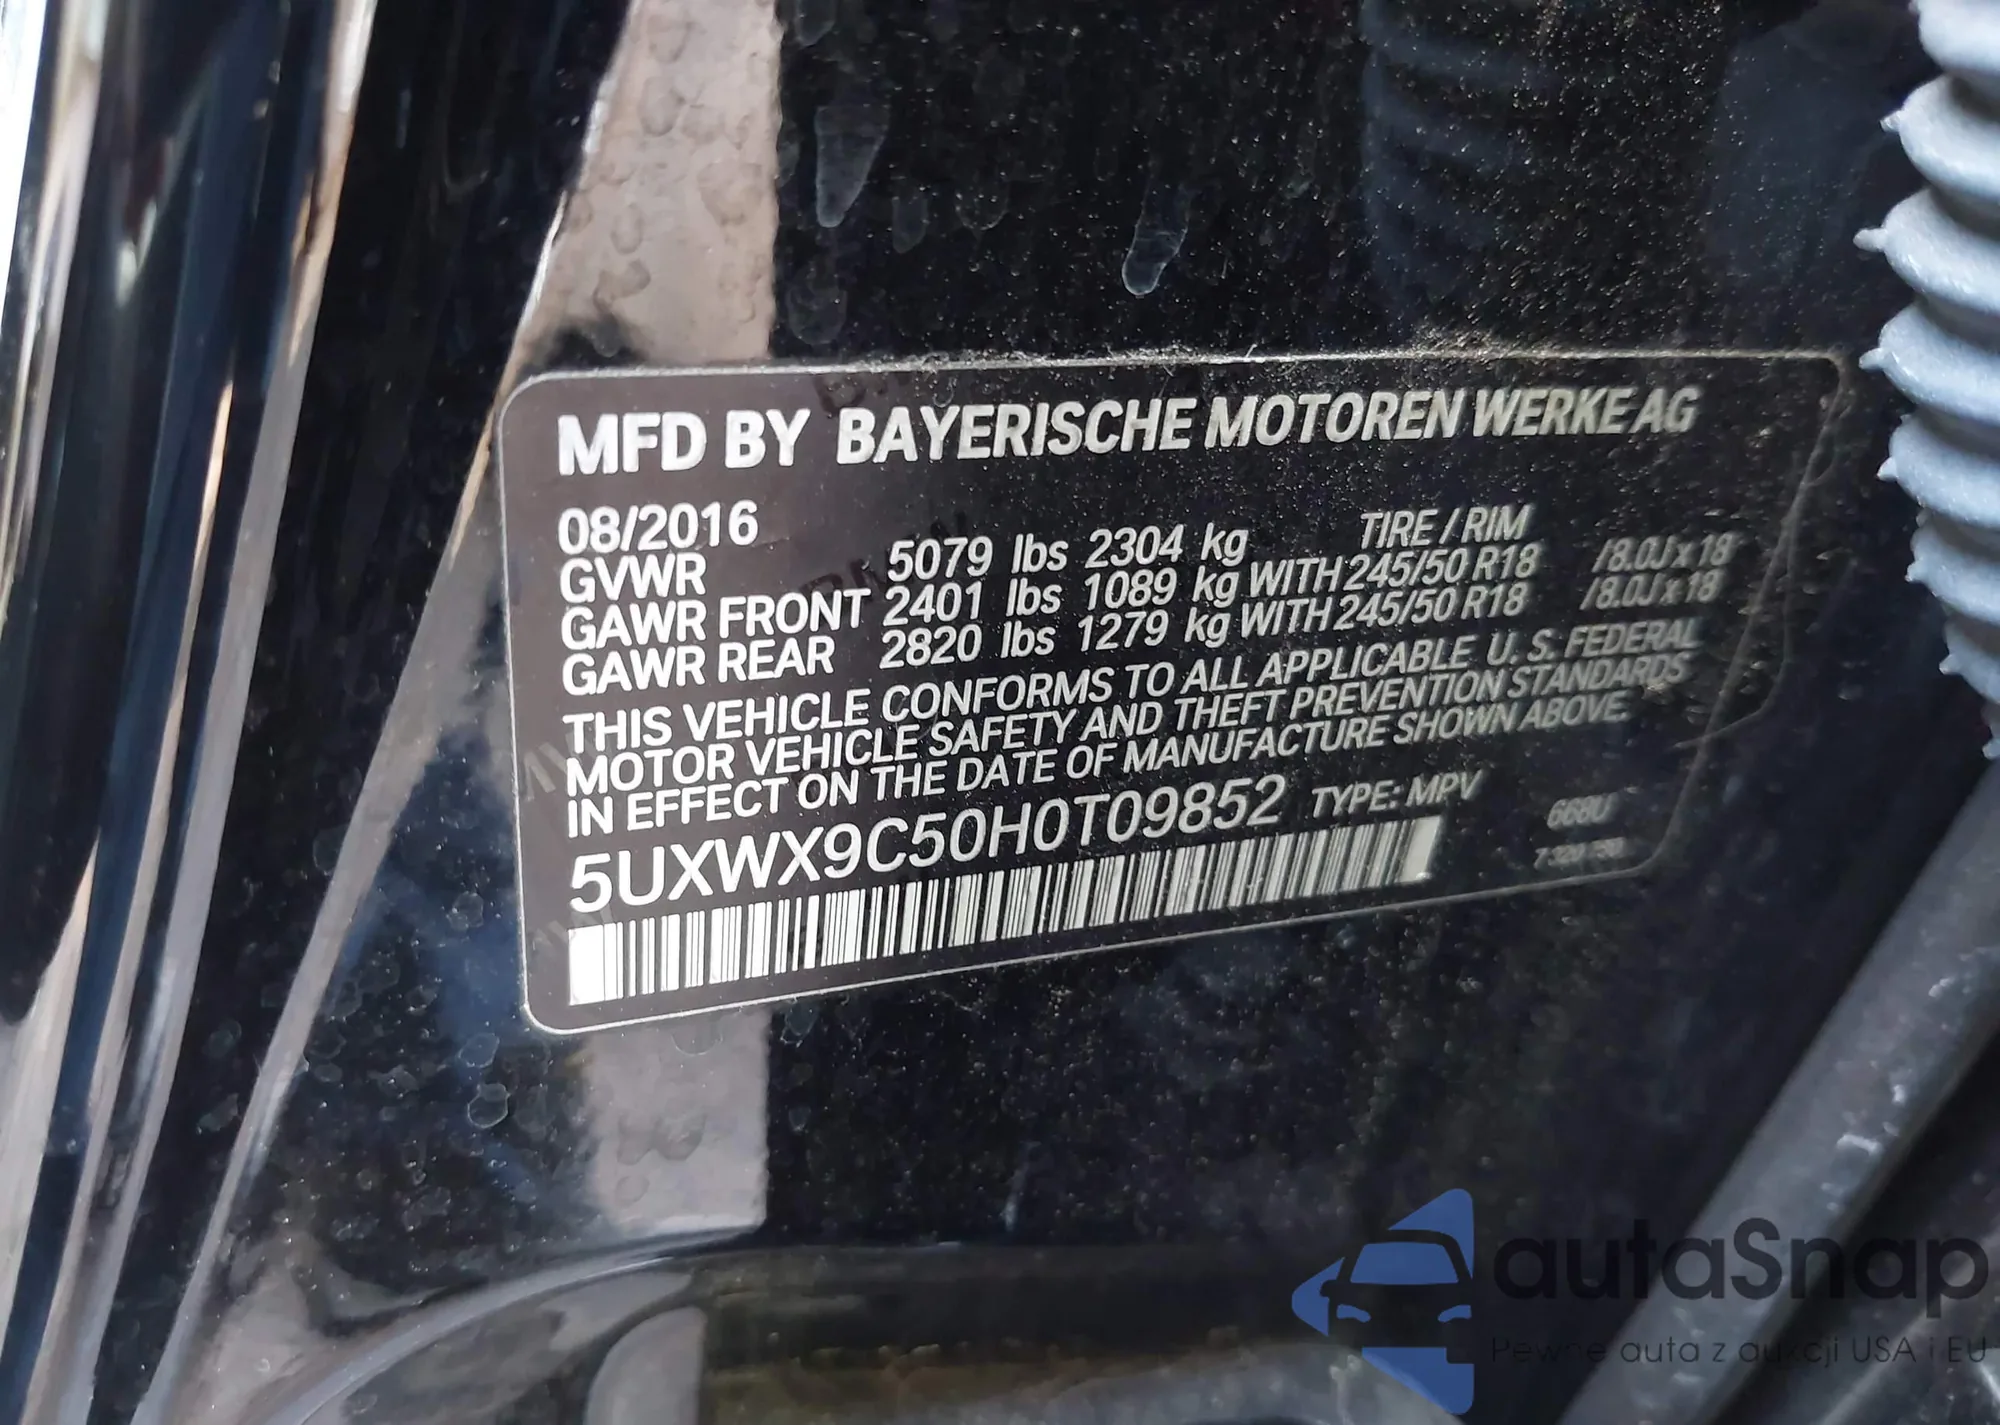 MFD BY BAYERISCHE MOTOREN WERKE AG
08/2016 TIRE / RIM
GVWR 5079 lbs 2304 kg
GAWR FRONT 2401 lbs 1089 kg WITH 245/50 R18 /8.0J x 18
GAWR REAR 2820 lbs 1279 kg WITH 245/50 R18 /8.0J x 18
THIS VEHICLE CONFORMS TO ALL APPLICABLE U. S. FEDERAL
MOTOR VEHICLE SAFETY AND THEFT PREVENTION STANDARDS
IN EFFECT ON THE DATE OF MANUFACTURE SHOWN ABOVE.
5UXWX9C50H0T09852 TYPE: MPV 668U
autaSnap
Pewne auta z aukcji USA i EU